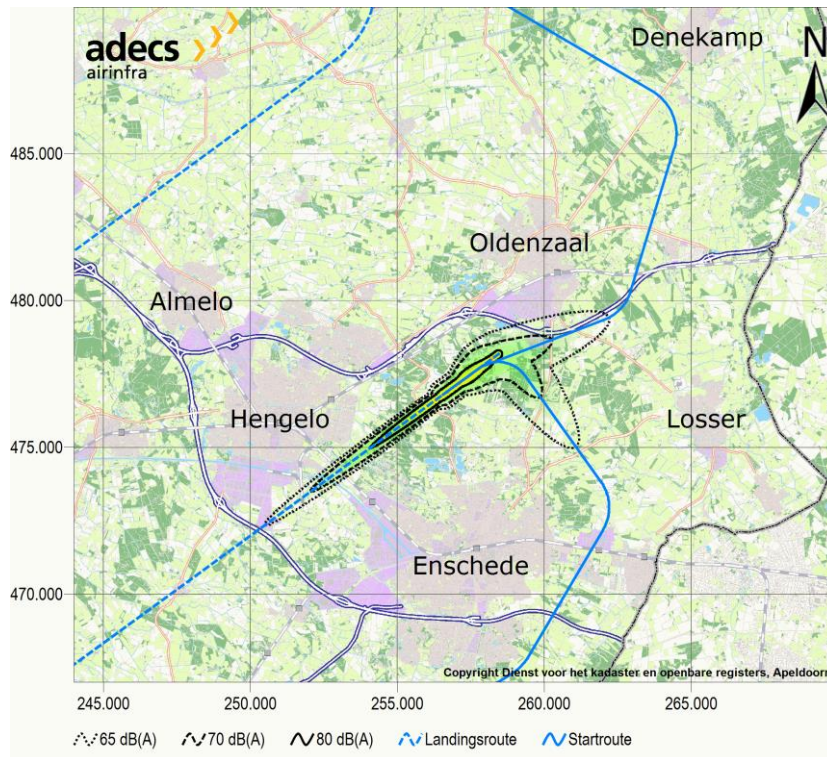 adecs
airinfra
Denekamp
N
485.000
Oldenzaal
480.000
Almelo
Hengelo
Losser
475.000
Enschede
470.000
Copyright Dienst voor het kadaster en openbare registers, Apeldoorn
245.000 250.000 255.000 260.000 265.000
65 dB(A) 70 dB(A) 80 dB(A) Landingsroute Startroute